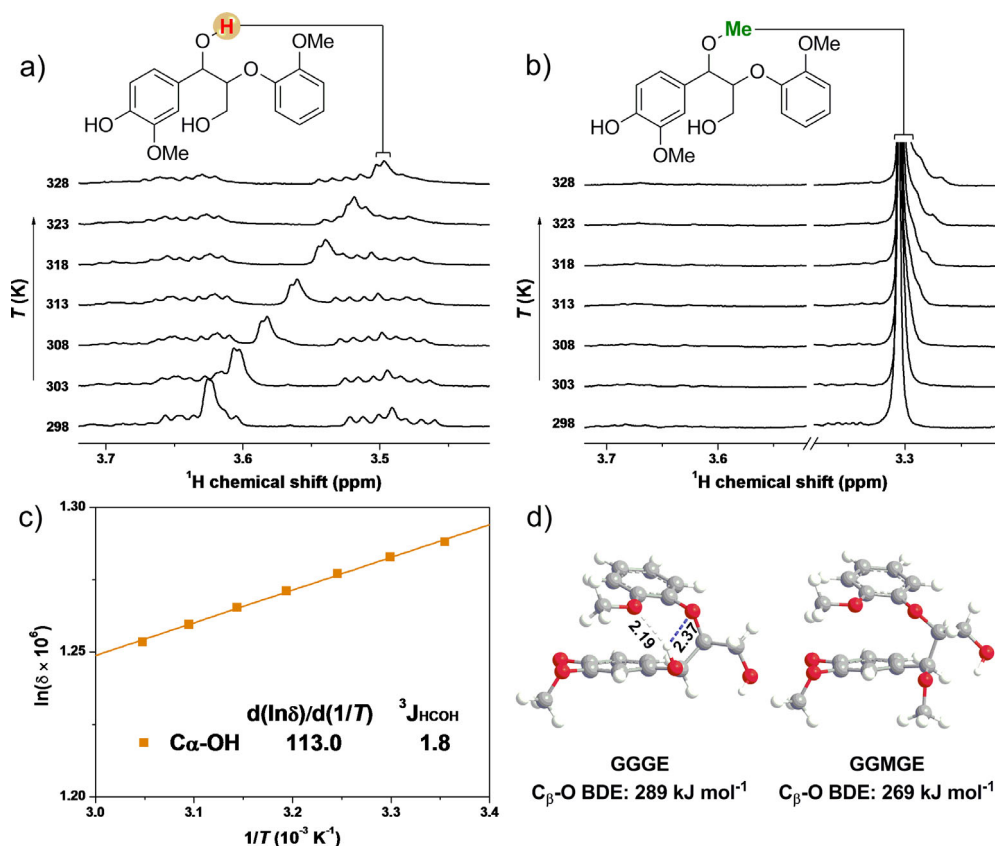 a)
H
O
OMe
O
HO
HO
OMe
328
323
318
313
308
303
298
T (K)
3.7
3.6
3.5
¹H chemical shift (ppm)
b)
Me
O
OMe
O
HO
HO
OMe
328
323
318
313
308
303
298
T (K)
3.7
3.3
¹H chemical shift (ppm)
c)
1.30
1.25
1.20
ln(δ × 10⁶)
d(lnδ)/d(1/T) ³JHCOH
Cα-OH 113.0 1.8
3.0 3.1 3.2 3.3 3.4
1/T (10⁻³ K⁻¹)
d)
2.19
2.37
GGGE
Cβ-O BDE: 289 kJ mol⁻¹
GGMGE
Cβ-O BDE: 269 kJ mol⁻¹